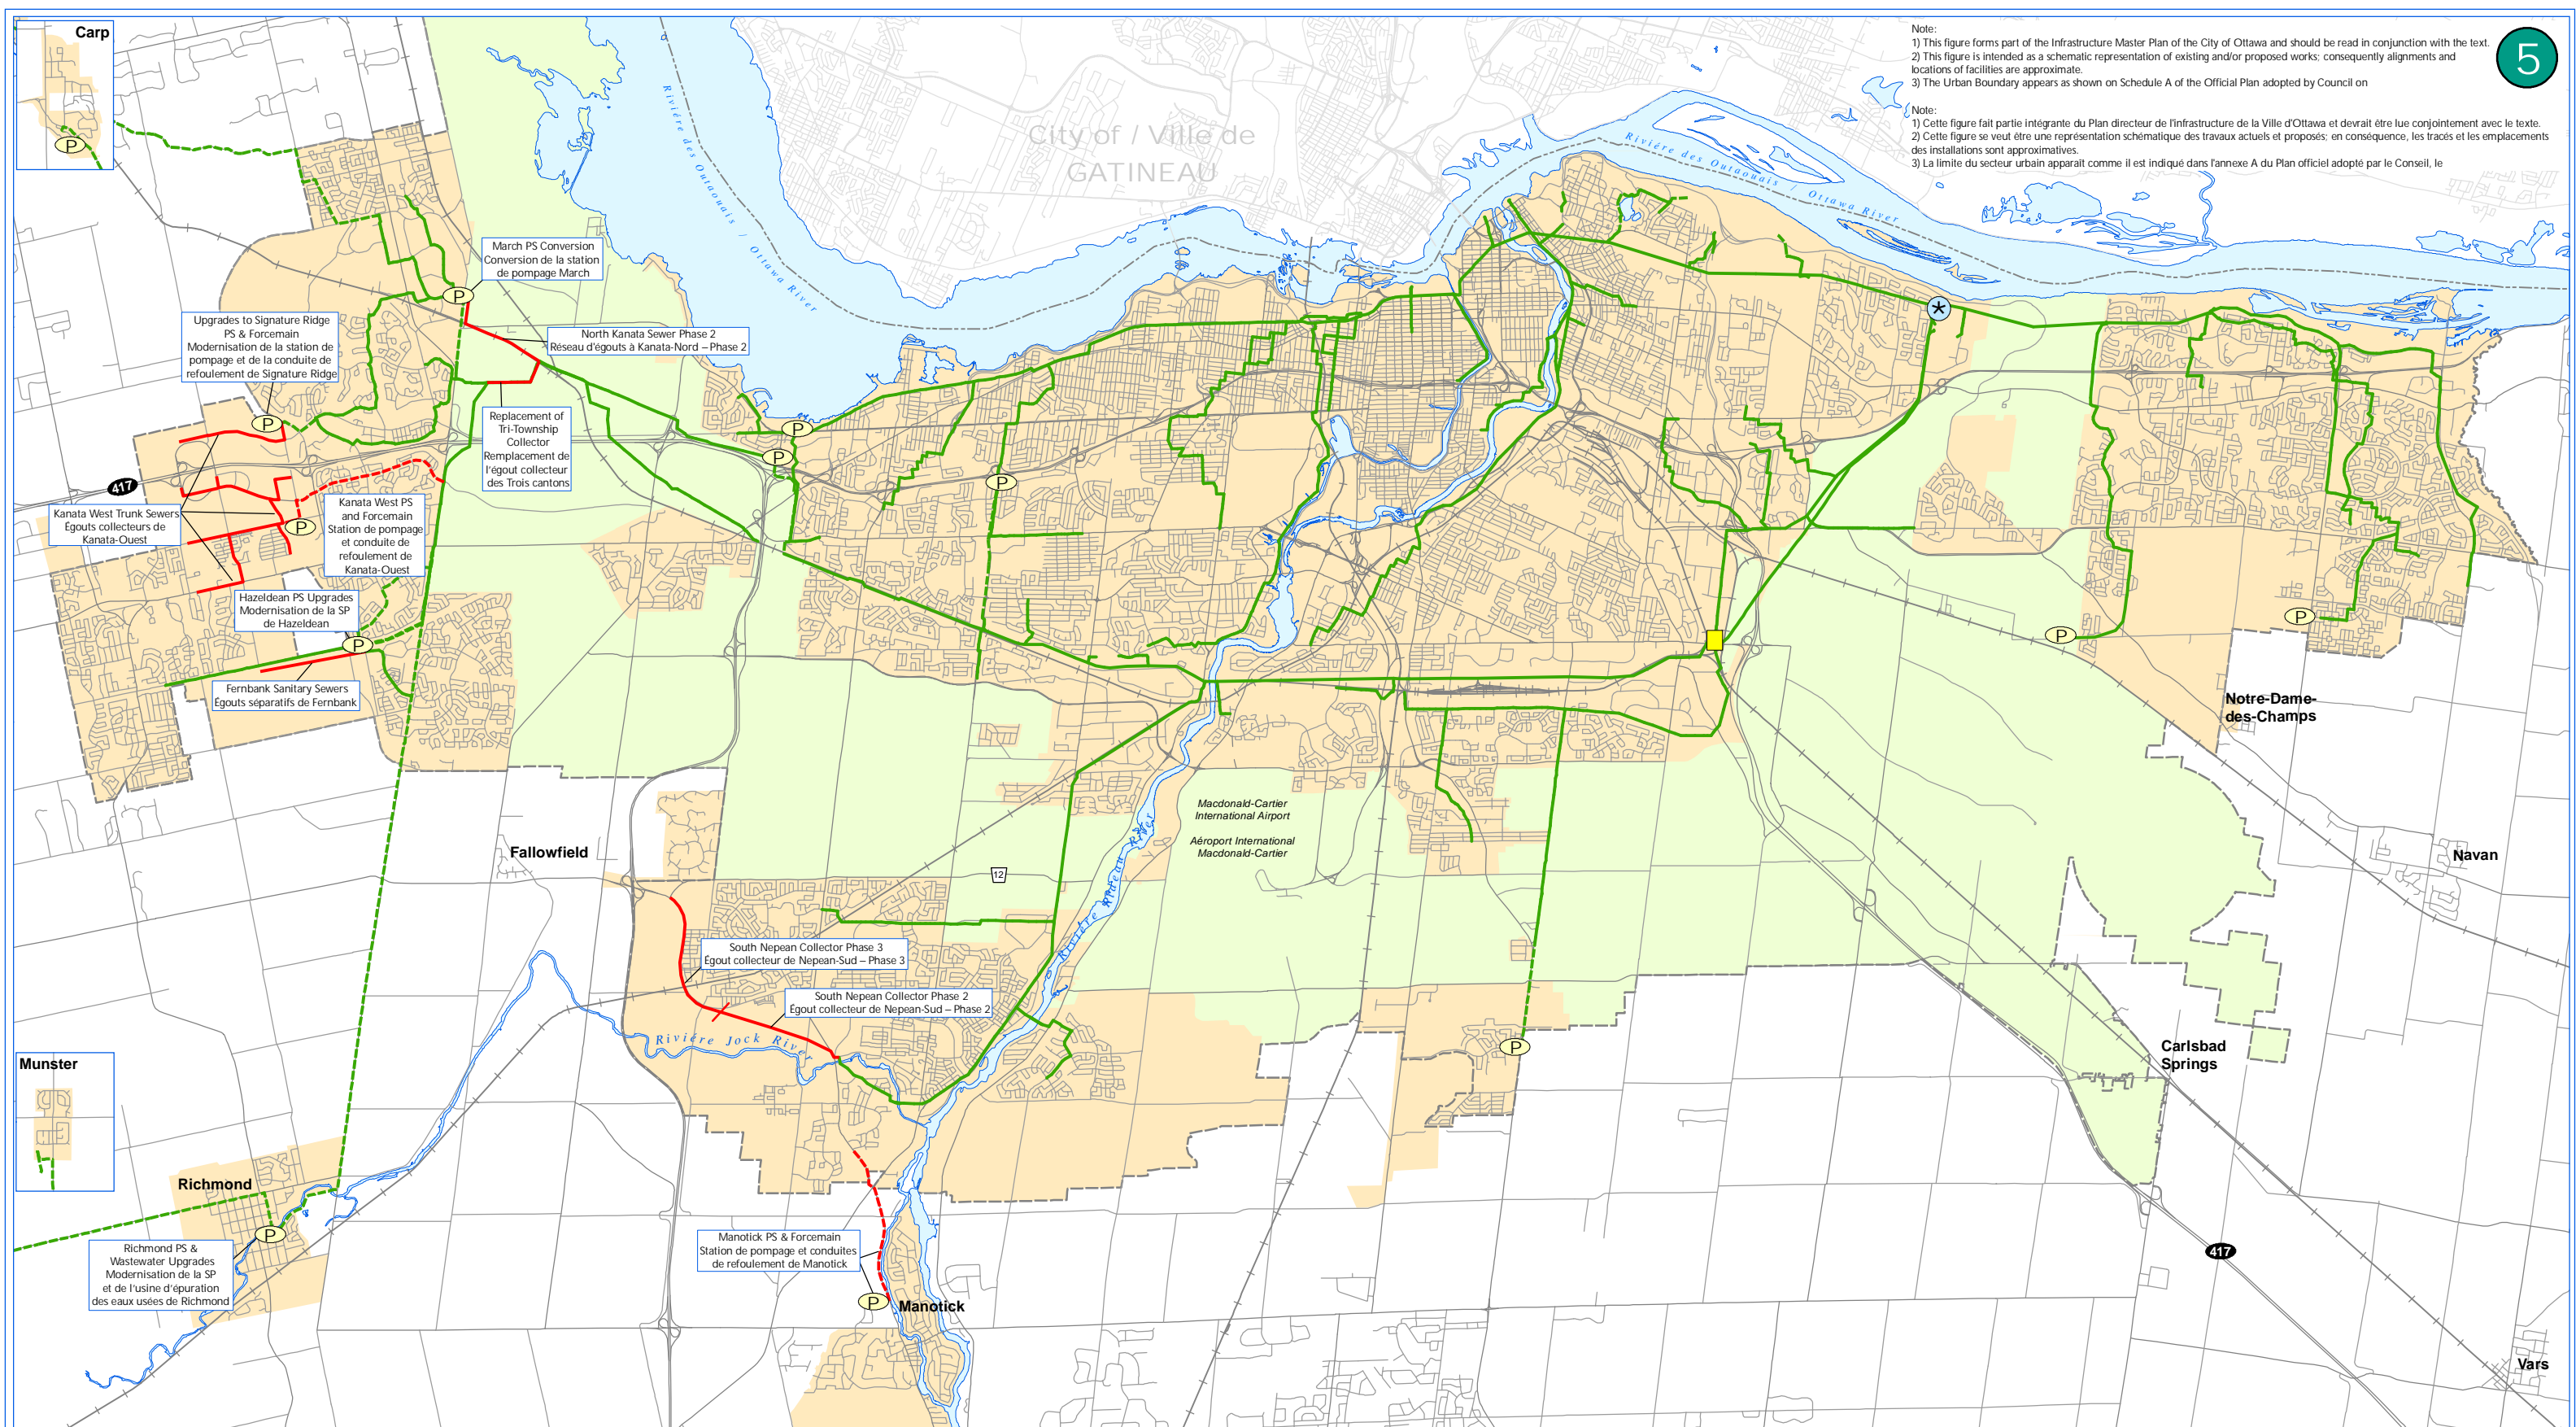 Carp
P
Note:
1) This figure forms part of the Infrastructure Master Plan of the City of Ottawa and should be read in conjunction with the text.
2) This figure is intended as a schematic representation of existing and/or proposed works; consequently alignments and
locations of facilities are approximate.
3) The Urban Boundary appears as shown on Schedule A of the Official Plan adopted by Council on
Note:
1) Cette figure fait partie intégrante du Plan directeur de l'infrastructure de la Ville d'Ottawa et devrait être lue conjointement avec le texte.
2) Cette figure se veut être une représentation schématique des travaux actuels et proposés; en conséquence, les tracés et les emplacements
des installations sont approximatives.
3) La limite du secteur urbain apparaît comme il est indiqué dans l'annexe A du Plan officiel adopté par le Conseil, le
5
City of / Ville de
GATINEAU
Rivière des Outaouais / Ottawa River
Rivière des Outaouais / Ottawa River
March PS Conversion
Conversion de la station
de pompage March
P
Upgrades to Signature Ridge
PS & Forcemain
Modernisation de la station de
pompage et de la conduite de
refoulement de Signature Ridge
North Kanata Sewer Phase 2
Réseau d'égouts à Kanata-Nord – Phase 2
*
P
Replacement of
Tri-Township
Collector
Remplacement de
l'égout collecteur
des Trois cantons
P
P
P
417
Kanata West Trunk Sewers
Égouts collecteurs de
Kanata-Ouest
P
Kanata West PS
and Forcemain
Station de pompage
et conduite de
refoulement de
Kanata-Ouest
Hazeldean PS Upgrades
Modernisation de la SP
de Hazeldean
P
P
P
Fernbank Sanitary Sewers
Égouts séparatifs de Fernbank
Notre-Dame-
des-Champs
Macdonald-Cartier
International Airport
Aéroport International
Macdonald-Cartier
Fallowfield
12
Navan
Rivière Rideau River
South Nepean Collector Phase 3
Égout collecteur de Nepean-Sud – Phase 3
South Nepean Collector Phase 2
Égout collecteur de Nepean-Sud – Phase 2
Riviére Jock River
P
Carlsbad
Springs
Munster
Richmond
P
Richmond PS &
Wastewater Upgrades
Modernisation de la SP
et de l'usine d'épuration
des eaux usées de Richmond
Manotick PS & Forcemain
Station de pompage et conduites
de refoulement de Manotick
P
Manotick
417
Vars